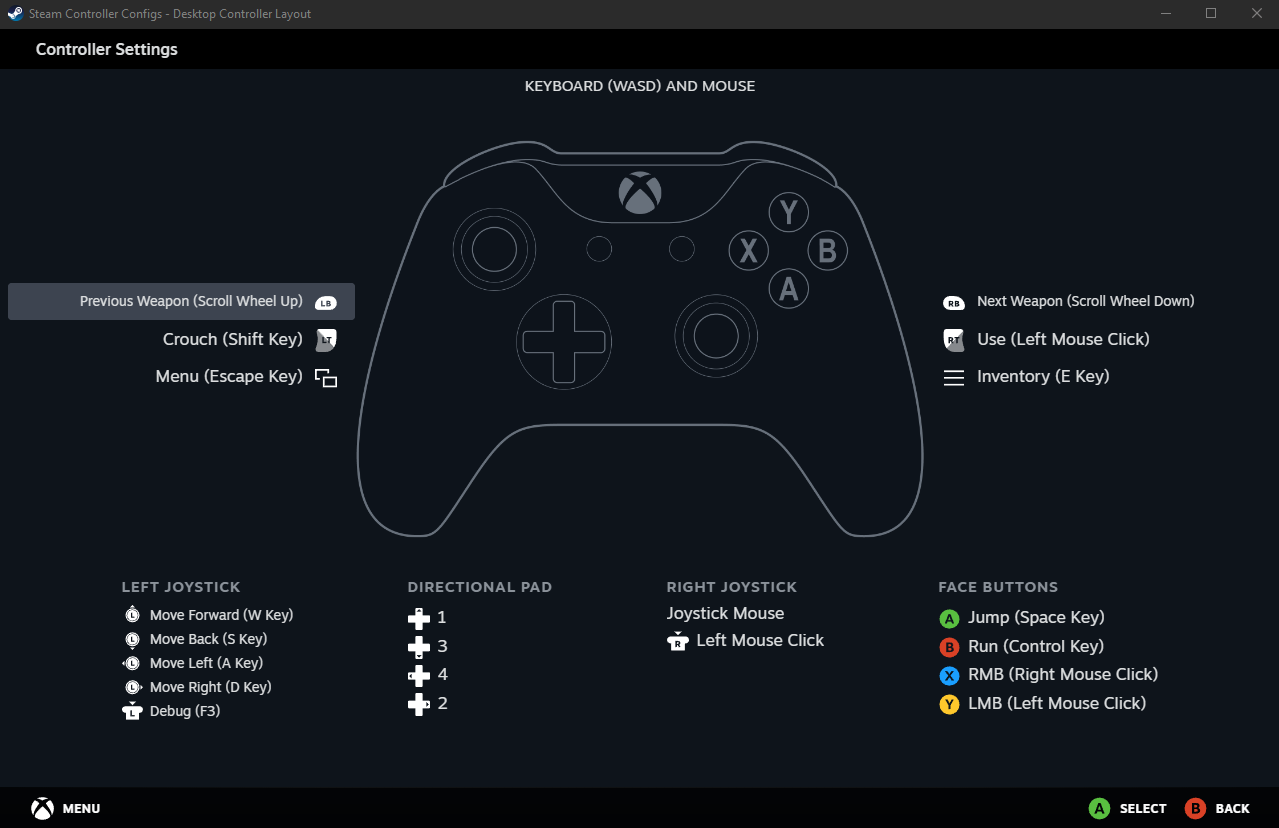 Steam Controller Configs - Desktop Controller Layout
Controller Settings
KEYBOARD (WASD) AND MOUSE
Y
X B
A
Previous Weapon (Scroll Wheel Up) LB
Crouch (Shift Key) LT
Menu (Escape Key)
RB Next Weapon (Scroll Wheel Down)
RT Use (Left Mouse Click)
Inventory (E Key)
LEFT JOYSTICK
L Move Forward (W Key)
L Move Back (S Key)
L Move Left (A Key)
L Move Right (D Key)
L Debug (F3)
DIRECTIONAL PAD
1
3
4
2
RIGHT JOYSTICK
Joystick Mouse
R Left Mouse Click
FACE BUTTONS
A Jump (Space Key)
B Run (Control Key)
X RMB (Right Mouse Click)
Y LMB (Left Mouse Click)
MENU
A SELECT B BACK